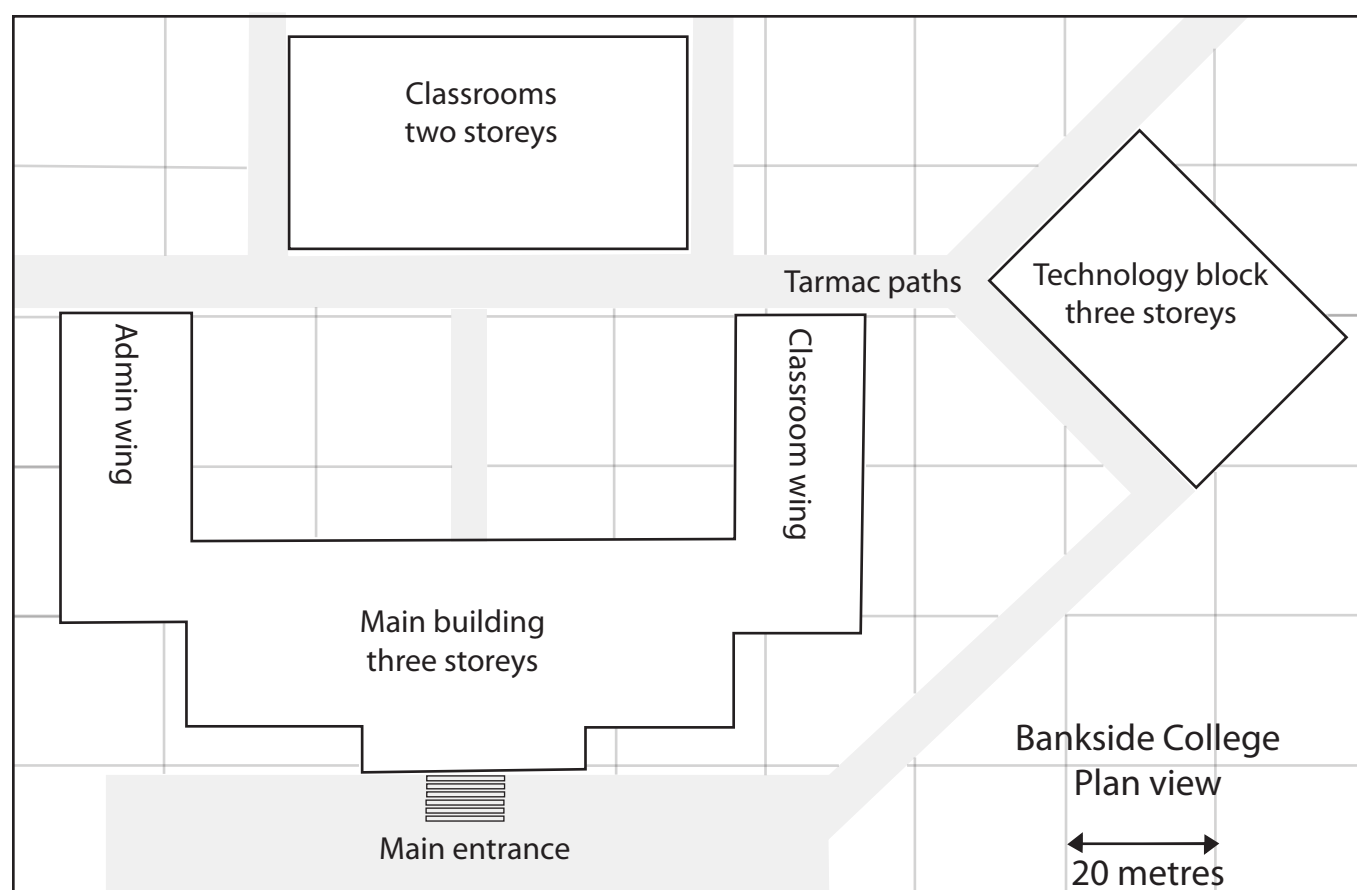 Classrooms
two storeys
Tarmac paths
Technology block
three storeys
Admin wing
Classroom wing
Main building
three storeys
Bankside College
Plan view
Main entrance
20 metres